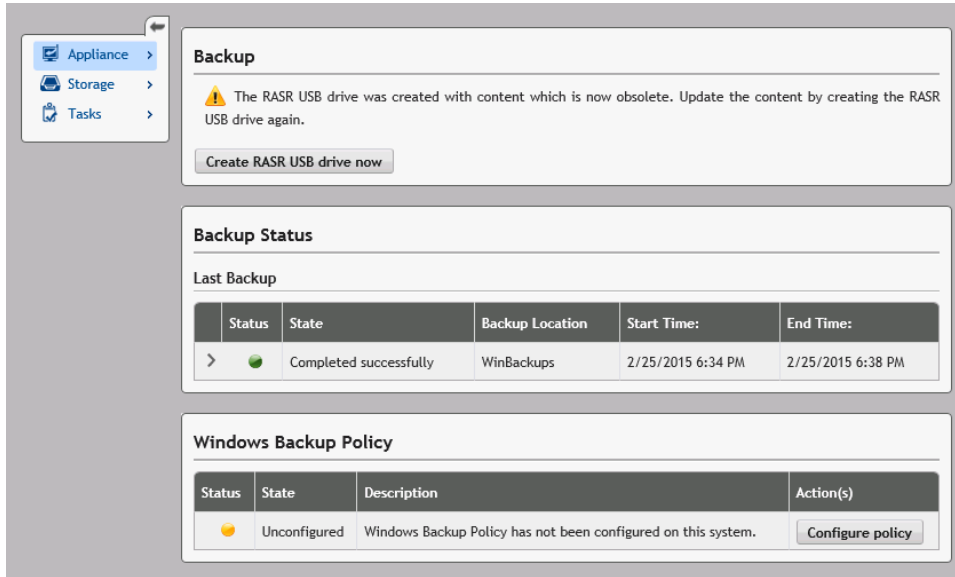 Appliance
Storage
Tasks
Backup
The RASR USB drive was created with content which is now obsolete. Update the content by creating the RASR
USB drive again.
Create RASR USB drive now
Backup Status
Last Backup
Status State Backup Location Start Time: End Time:
Completed successfully WinBackups 2/25/2015 6:34 PM 2/25/2015 6:38 PM
Windows Backup Policy
Status State Description Action(s)
Unconfigured Windows Backup Policy has not been configured on this system. Configure policy